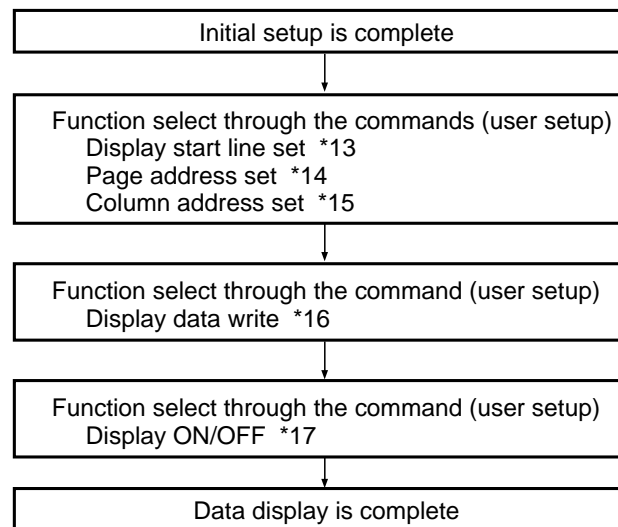 Initial setup is complete
Function select through the commands (user setup)
Display start line set *13
Page address set *14
Column address set *15
Function select through the command (user setup)
Display data write *16
Function select through the command (user setup)
Display ON/OFF *17
Data display is complete